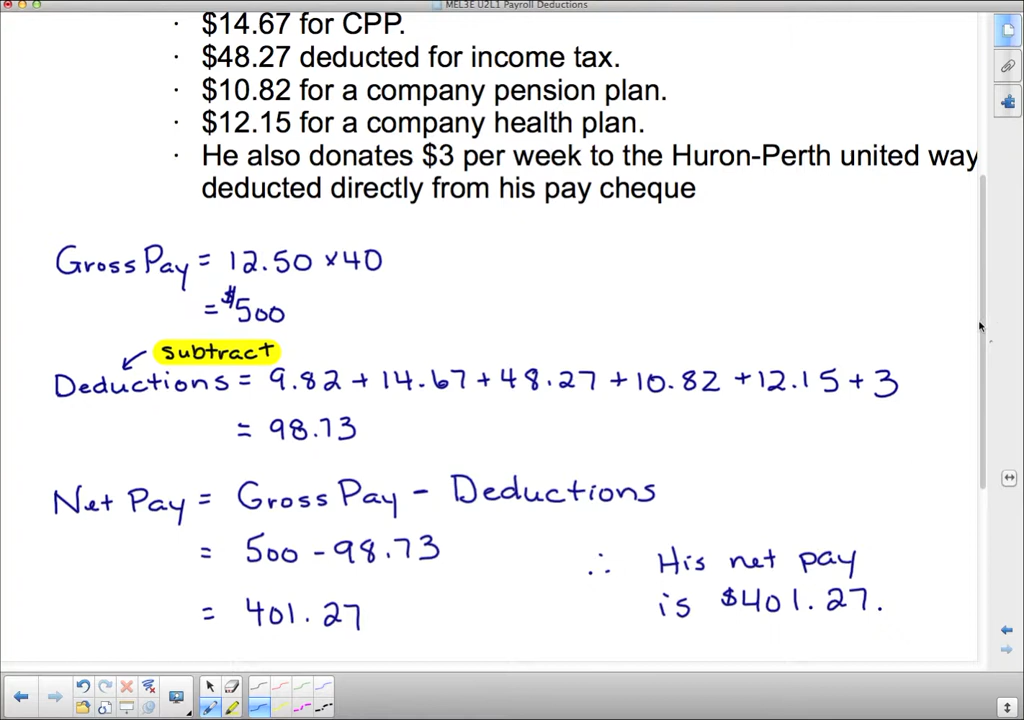 MEL3E U2L1 Payroll Deductions
· $14.67 for CPP.
· $48.27 deducted for income tax.
· $10.82 for a company pension plan.
· $12.15 for a company health plan.
· He also donates $3 per week to the Huron-Perth united way
deducted directly from his pay cheque
Gross Pay = 12.50 × 40
= $500
subtract
Deductions = 9.82 + 14.67 + 48.27 + 10.82 + 12.15 + 3
= 98.73
Net Pay = Gross Pay - Deductions
= 500 - 98.73
= 401.27
∴ His net pay
is $401.27.